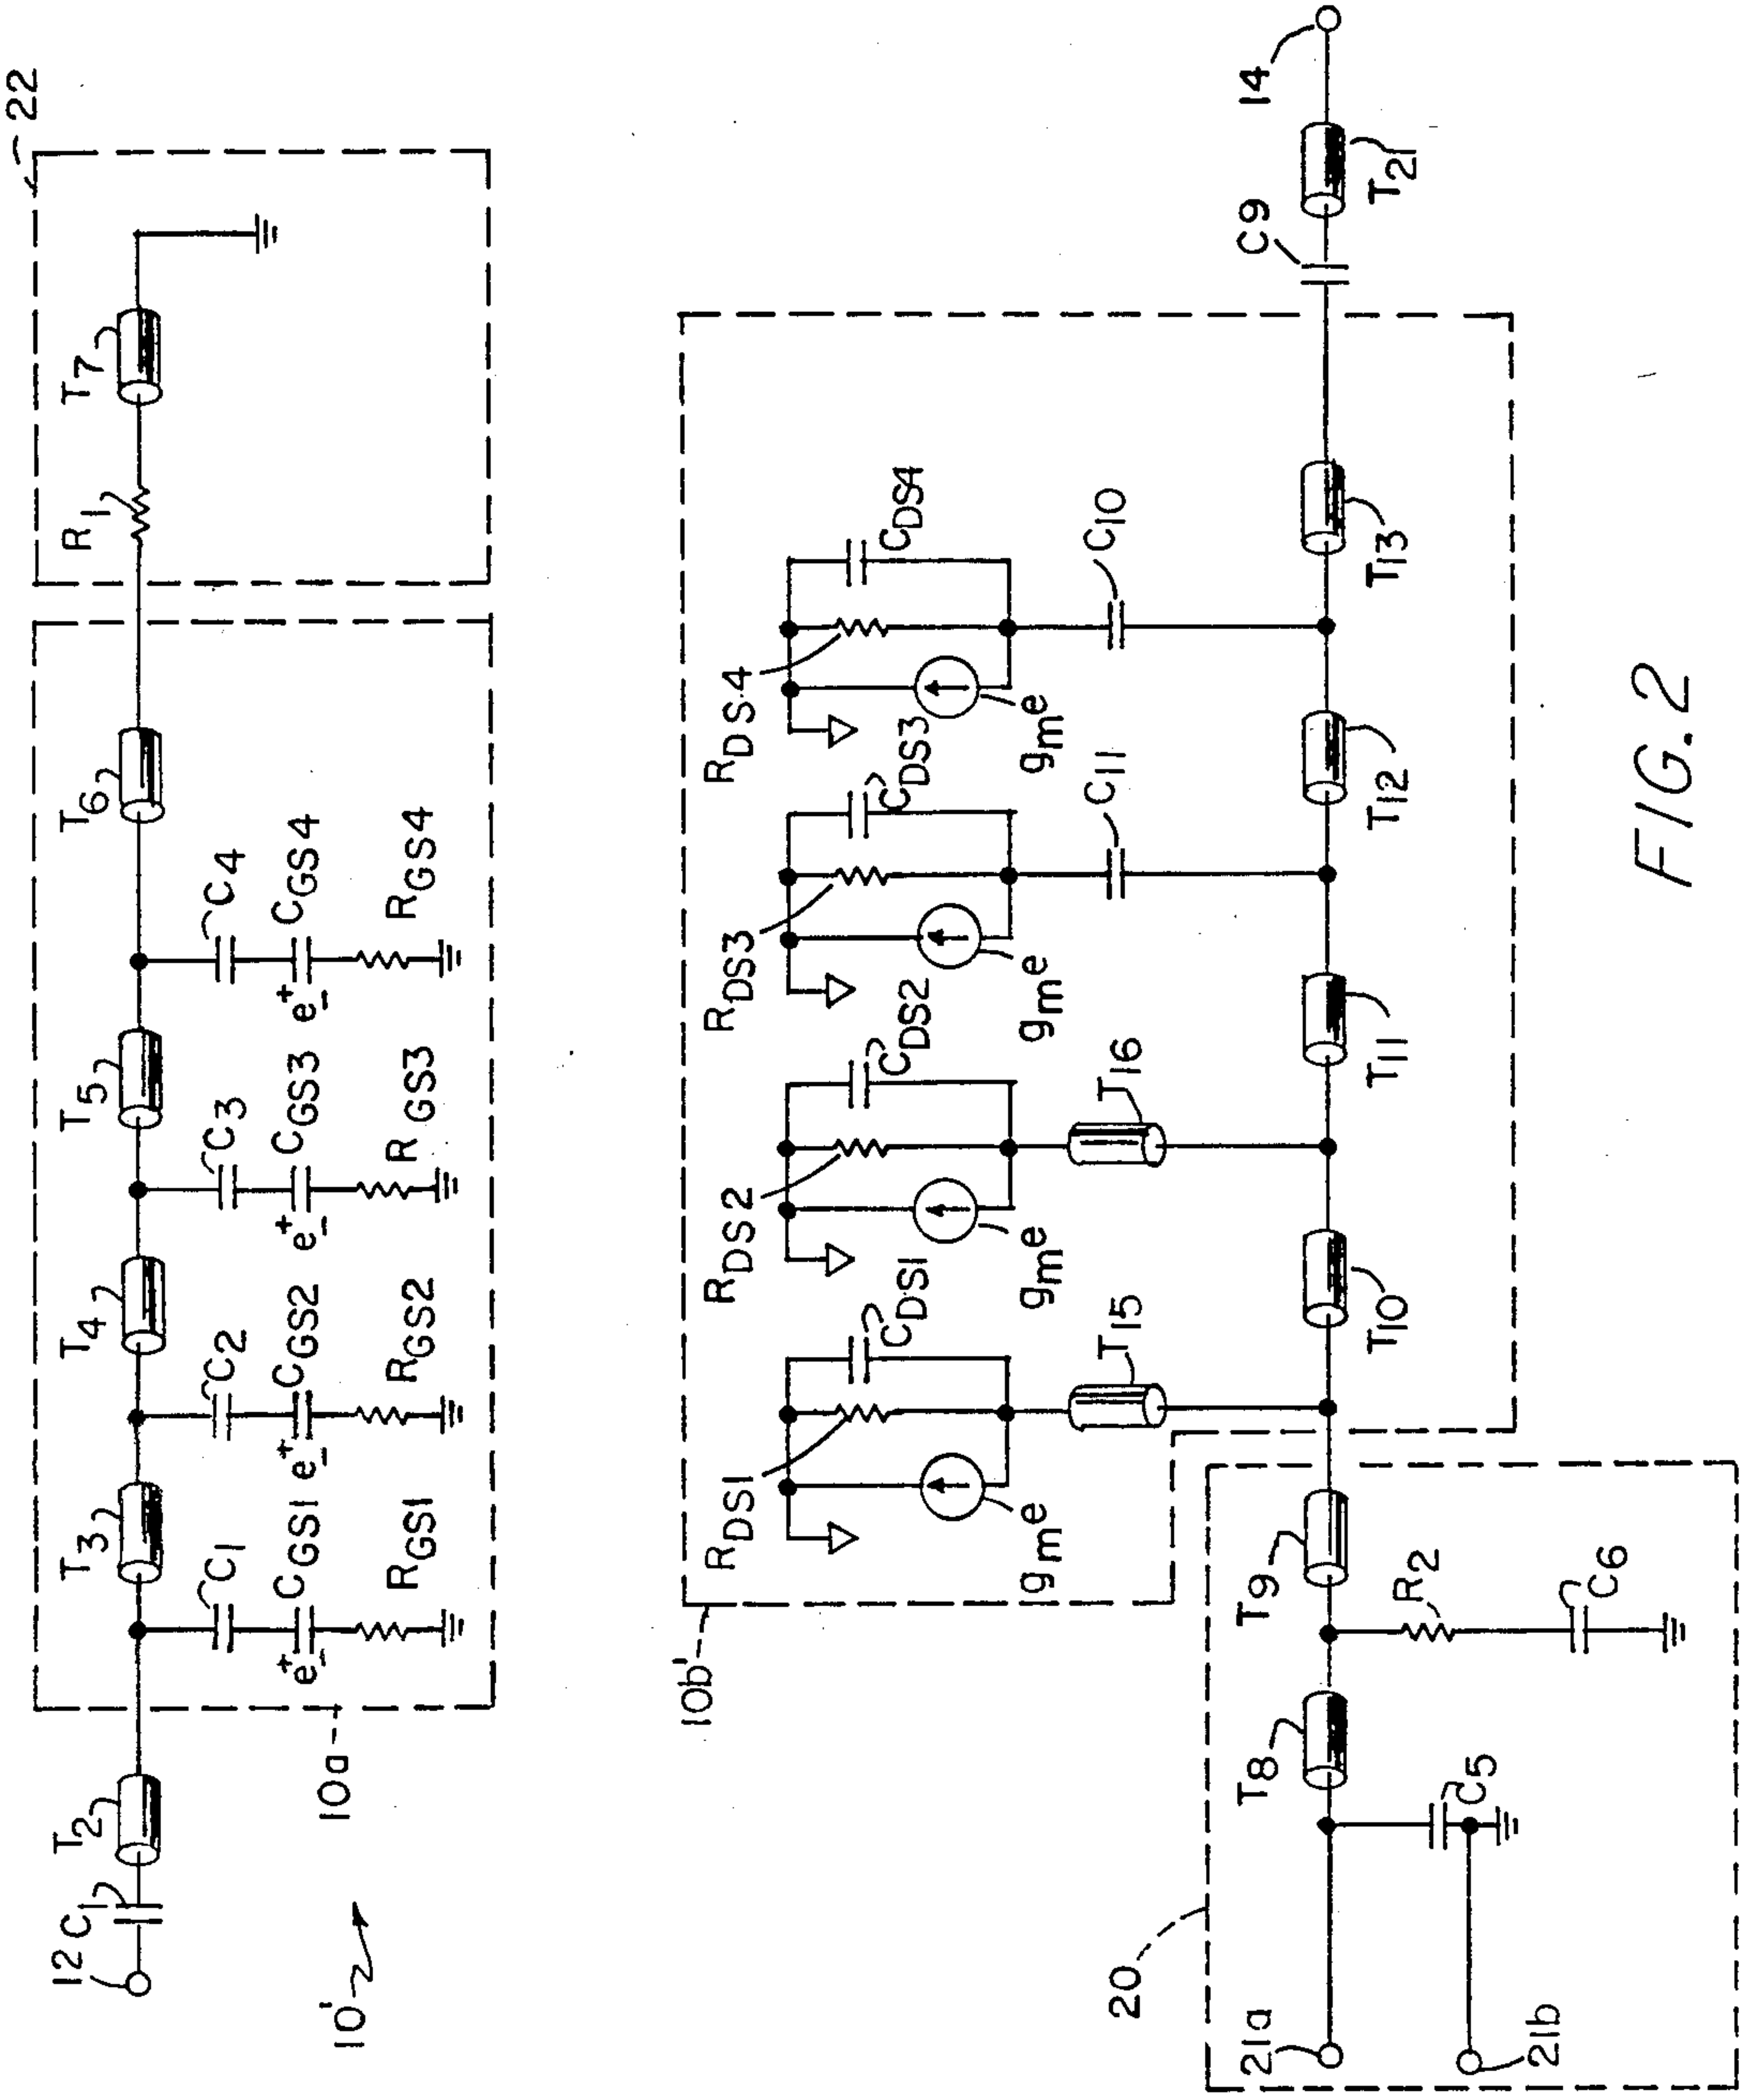 22
T7
R1
T6
T5
T4
T3
T2
C1
12
C4
CGS4
e+-
RGS4
C3
CGS3
e+-
RGS3
C2
CGS2
e+-
RGS2
C1
CGS1
e+-
RGS1
10a
10'
10b'
RDS1
CDS1
gme
T15
RDS2
CDS2
gme
T16
RDS3
CDS3
gme
C11
RDS4
CDS4
gme
C10
T10
T11
T12
T13
C9
T21
14
20
21a
21b
T8
C5
T9
R2
C6
FIG. 2